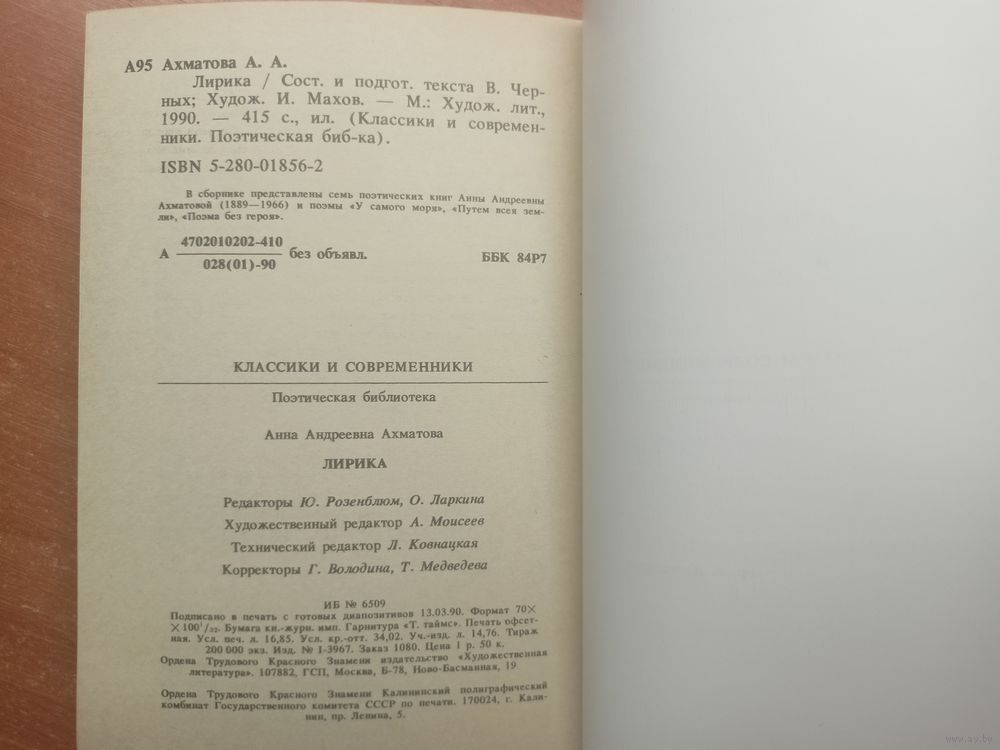 А95 Ахматова А. А.
Лирика / Сост. и подгот. текста В. Чер-
ных; Худож. И. Махов. — М.: Худож. лит.,
1990. — 415 с., ил. (Классики и современ-
ники. Поэтическая биб-ка).
ISBN 5-280-01856-2
В сборнике представлены семь поэтических книг Анны Андреевны
Ахматовой (1889—1966) и поэмы «У самого моря», «Путем всея зем-
ли», «Поэма без героя».
А 4702010202-410 без объявл.
028(01)-90
ББК 84Р7
КЛАССИКИ И СОВРЕМЕННИКИ
Поэтическая библиотека
Анна Андреевна Ахматова
ЛИРИКА
Редакторы Ю. Розенблюм, О. Ларкина
Художественный редактор А. Моисеев
Технический редактор Л. Ковнацкая
Корректоры Г. Володина, Т. Медведева
ИБ № 6509
Подписано в печать с готовых диапозитивов 13.03.90. Формат 70×
×100¹/₃₂. Бумага кн.-журн. имп. Гарнитура «Т. таймс». Печать офсет-
ная. Усл. печ. л. 16,85. Усл. кр.-отт. 34,02. Уч.-изд. л. 14,76. Тираж
200 000 экз. Изд. № I-3967. Заказ 1080. Цена 1 р. 50 к.
Ордена Трудового Красного Знамени издательство «Художественная
литература». 107882, ГСП, Москва, Б-78, Ново-Басманная, 19
Ордена Трудового Красного Знамени Калининский полиграфический
комбинат Государственного комитета СССР по печати. 170024, г. Кали-
нин, пр. Ленина, 5.
www.ay.by